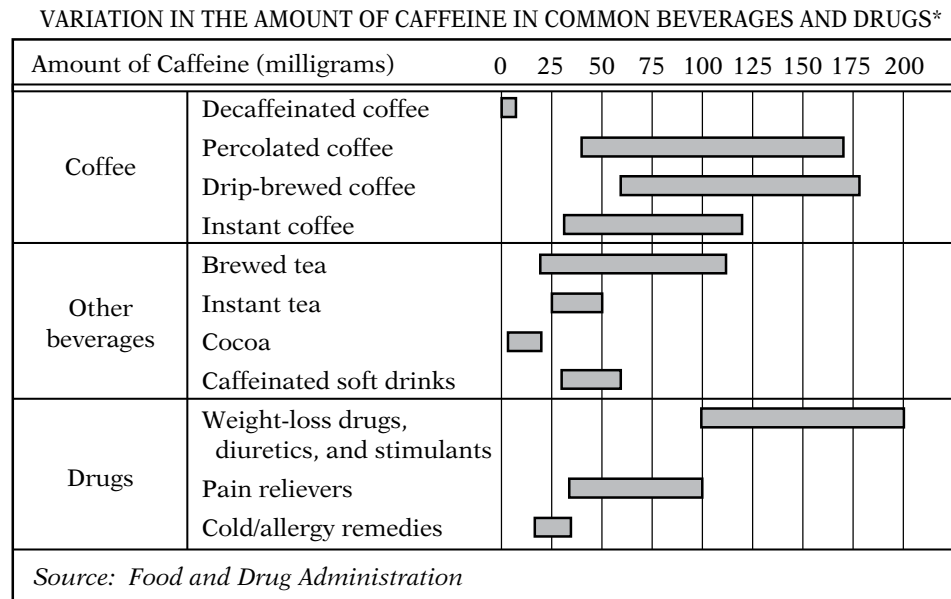 VARIATION IN THE AMOUNT OF CAFFEINE IN COMMON BEVERAGES AND DRUGS*
Amount of Caffeine (milligrams) 0 25 50 75 100 125 150 175 200
Coffee
Decaffeinated coffee
Percolated coffee
Drip-brewed coffee
Instant coffee
Other
beverages
Brewed tea
Instant tea
Cocoa
Caffeinated soft drinks
Drugs
Weight-loss drugs,
diuretics, and stimulants
Pain relievers
Cold/allergy remedies
Source: Food and Drug Administration